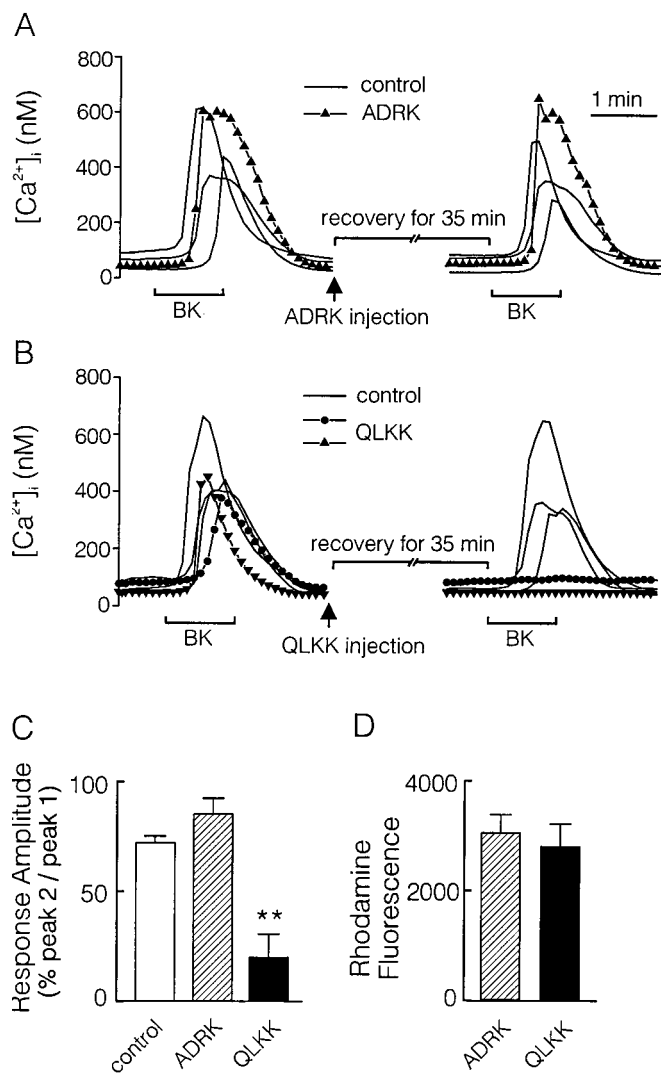 A
[Ca²⁺]ᵢ (nM)
800
600
400
200
0
control
ADRK
1 min
recovery for 35 min
BK
ADRK injection
BK
B
[Ca²⁺]ᵢ (nM)
800
600
400
200
0
control
QLKK
recovery for 35 min
BK
QLKK injection
BK
C
Response Amplitude
(% peak 2 / peak 1)
100
50
0
**
control
ADRK
QLKK
D
Rhodamine
Fluorescence
4000
2000
0
ADRK
QLKK